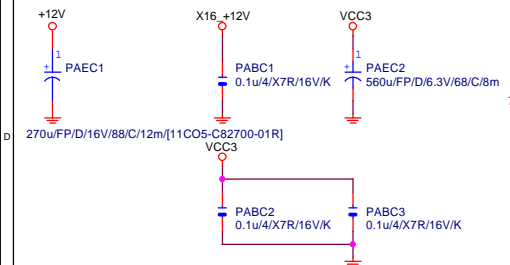 +12V X16_+12V VCC3
1 1
+ PAEC1 PABC1 + PAEC2
0.1u/4/X7R/16V/K 560u/FP/D/6.3V/68/C/8m
D 270u/FP/D/16V/88/C/12m/[11CO5-C82700-01R]
VCC3
PABC2 PABC3
0.1u/4/X7R/16V/K 0.1u/4/X7R/16V/K